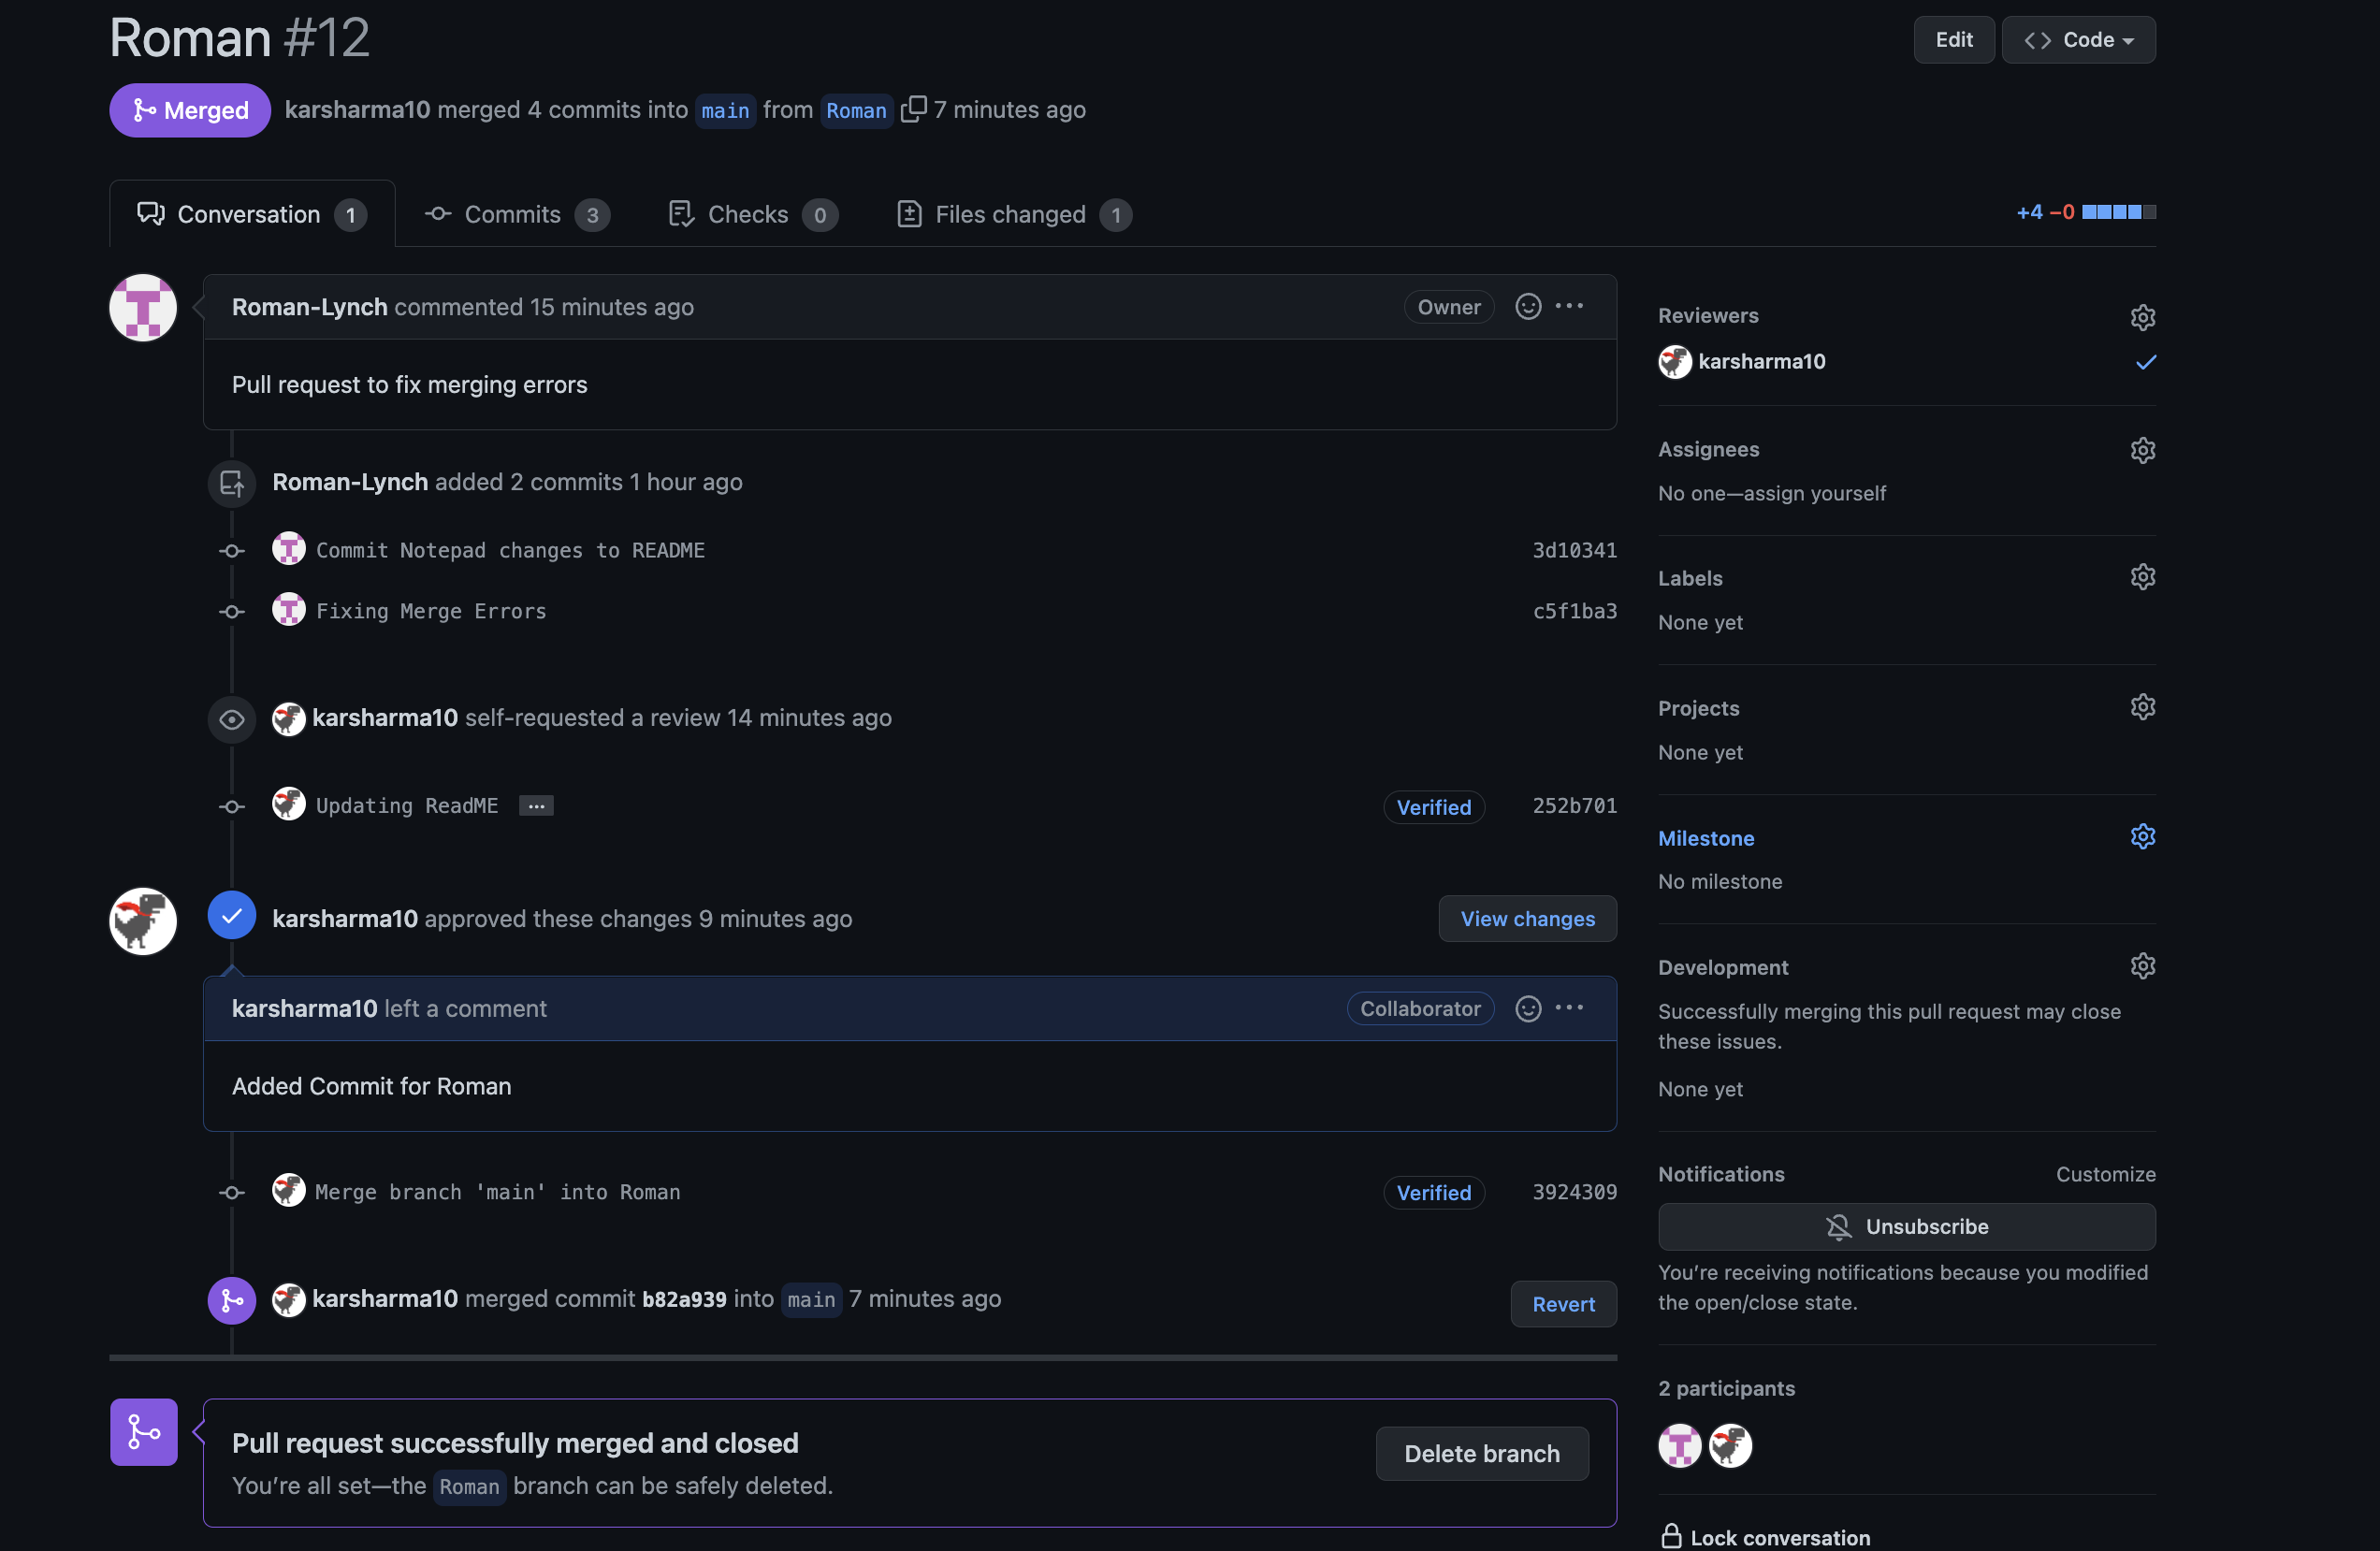 Roman #12
Edit
Code
Merged
karsharma10 merged 4 commits into main from Roman 7 minutes ago
Conversation 1
Commits 3
Checks 0
Files changed 1
+4 −0
Roman-Lynch commented 15 minutes ago
Owner
Pull request to fix merging errors
Roman-Lynch added 2 commits 1 hour ago
Commit Notepad changes to README
3d10341
Fixing Merge Errors
c5f1ba3
karsharma10 self-requested a review 14 minutes ago
Updating ReadME ...
Verified
252b701
karsharma10 approved these changes 9 minutes ago
View changes
karsharma10 left a comment
Collaborator
Added Commit for Roman
Merge branch 'main' into Roman
Verified
3924309
karsharma10 merged commit b82a939 into main 7 minutes ago
Revert
Pull request successfully merged and closed
You’re all set—the Roman branch can be safely deleted.
Delete branch
Reviewers
karsharma10
Assignees
No one—assign yourself
Labels
None yet
Projects
None yet
Milestone
No milestone
Development
Successfully merging this pull request may close
these issues.
None yet
Notifications
Customize
Unsubscribe
You’re receiving notifications because you modified
the open/close state.
2 participants
Lock conversation